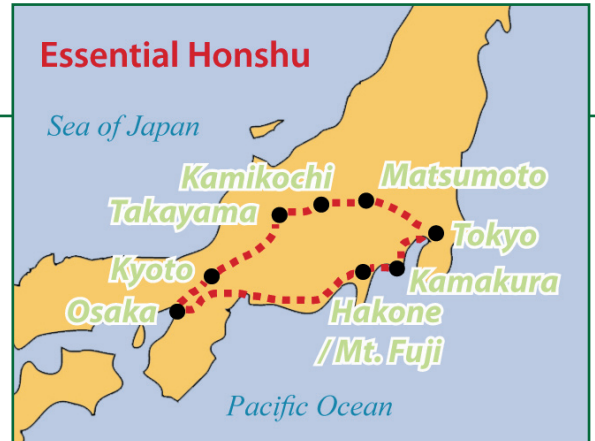 Essential Honshu
Sea of Japan
Kamikochi
Matsumoto
Takayama
Tokyo
Kyoto
Kamakura
Osaka
Hakone
/ Mt. Fuji
Pacific Ocean